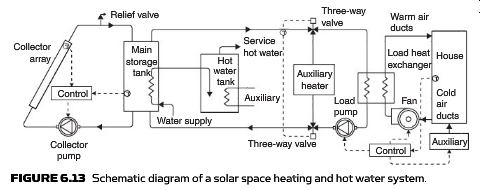 Relief valve
Three-way
valve
Warm air
ducts
Collector
array
Main
storage
tank
Service
hot water
Hot
water
tank
Load heat
exchanger
House
Auxiliary
heater
Control
Auxiliary
Load
pump
Fan
Cold
air
ducts
Water supply
Collector
pump
Three-way valve
Control
Auxiliary
FIGURE 6.13 Schematic diagram of a solar space heating and hot water system.